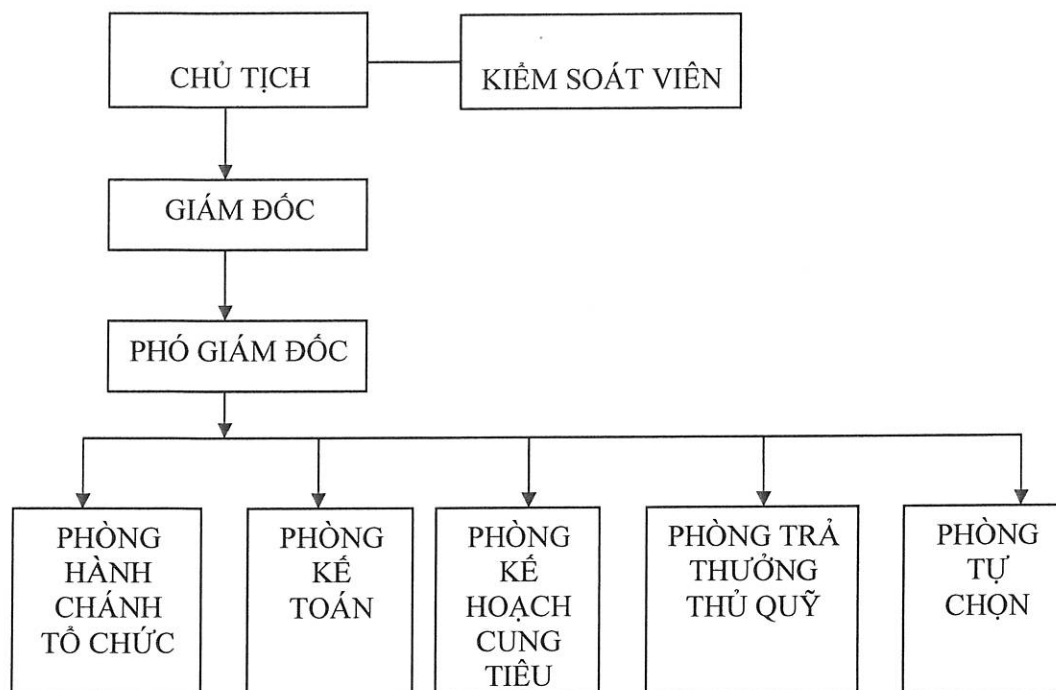 CHỦ TỊCH
KIỂM SOÁT VIÊN
GIÁM ĐỐC
PHÓ GIÁM ĐỐC
PHÒNG
HÀNH
CHÁNH
TỔ CHỨC
PHÒNG
KẾ
TOÁN
PHÒNG
KẾ
HOẠCH
CUNG
TIÊU
PHÒNG TRẢ
THƯỞNG
THỦ QUỸ
PHÒNG
TỰ
CHỌN